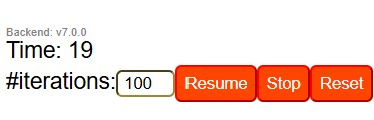 Backend: v7.0.0
Time: 19
#iterations: 100 Resume Stop Reset